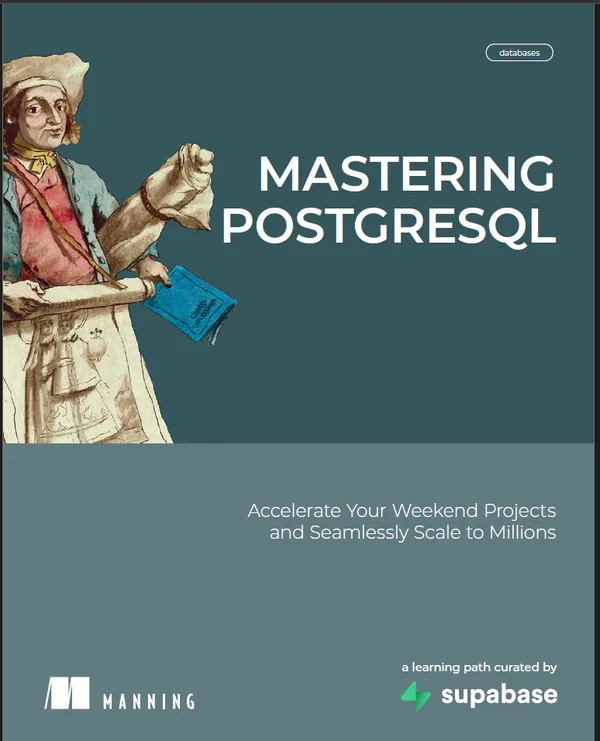 databases
MASTERING
POSTGRESQL
Accelerate Your Weekend Projects
and Seamlessly Scale to Millions
a learning path curated by
supabase
MANNING